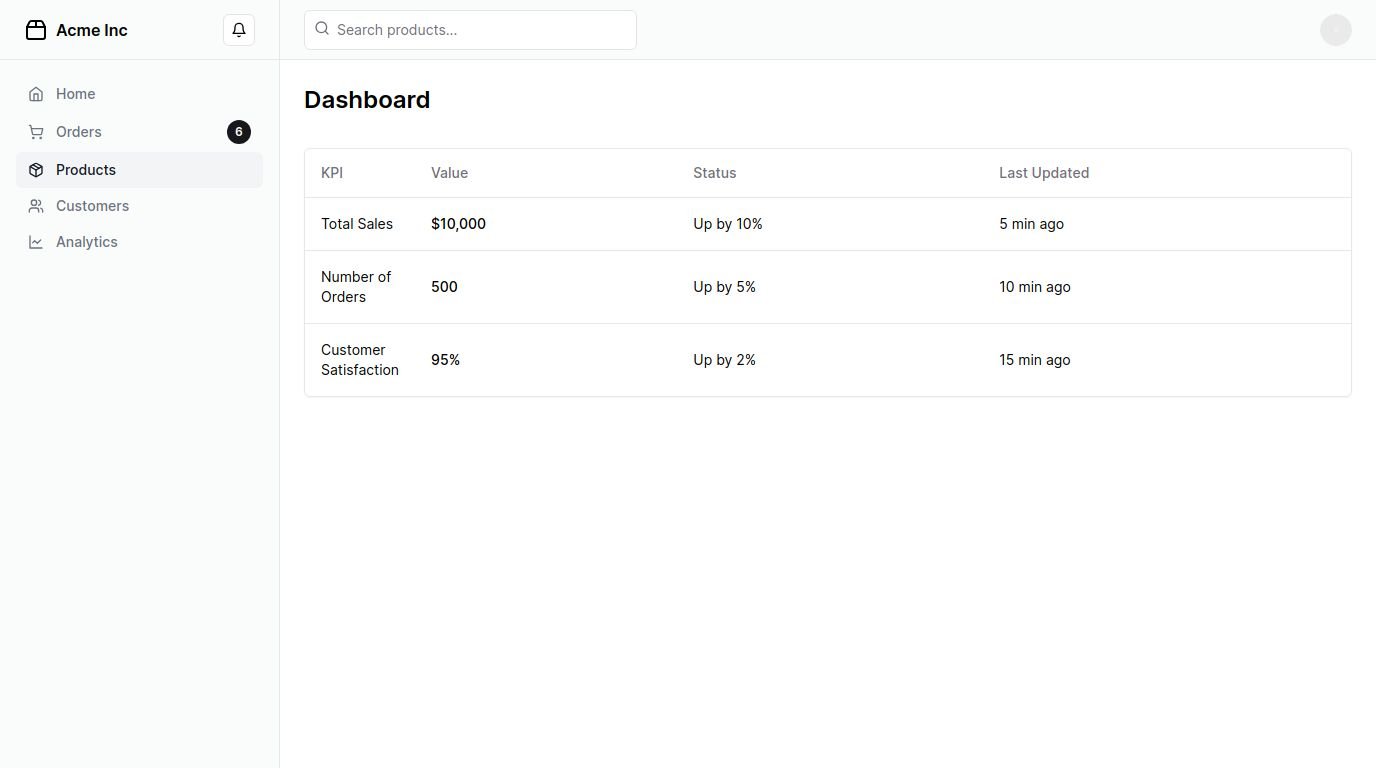 Acme Inc
Search products...
Home
Orders 6
Products
Customers
Analytics
Dashboard
KPI Value Status Last Updated
Total Sales $10,000 Up by 10% 5 min ago
Number of
Orders 500 Up by 5% 10 min ago
Customer
Satisfaction 95% Up by 2% 15 min ago